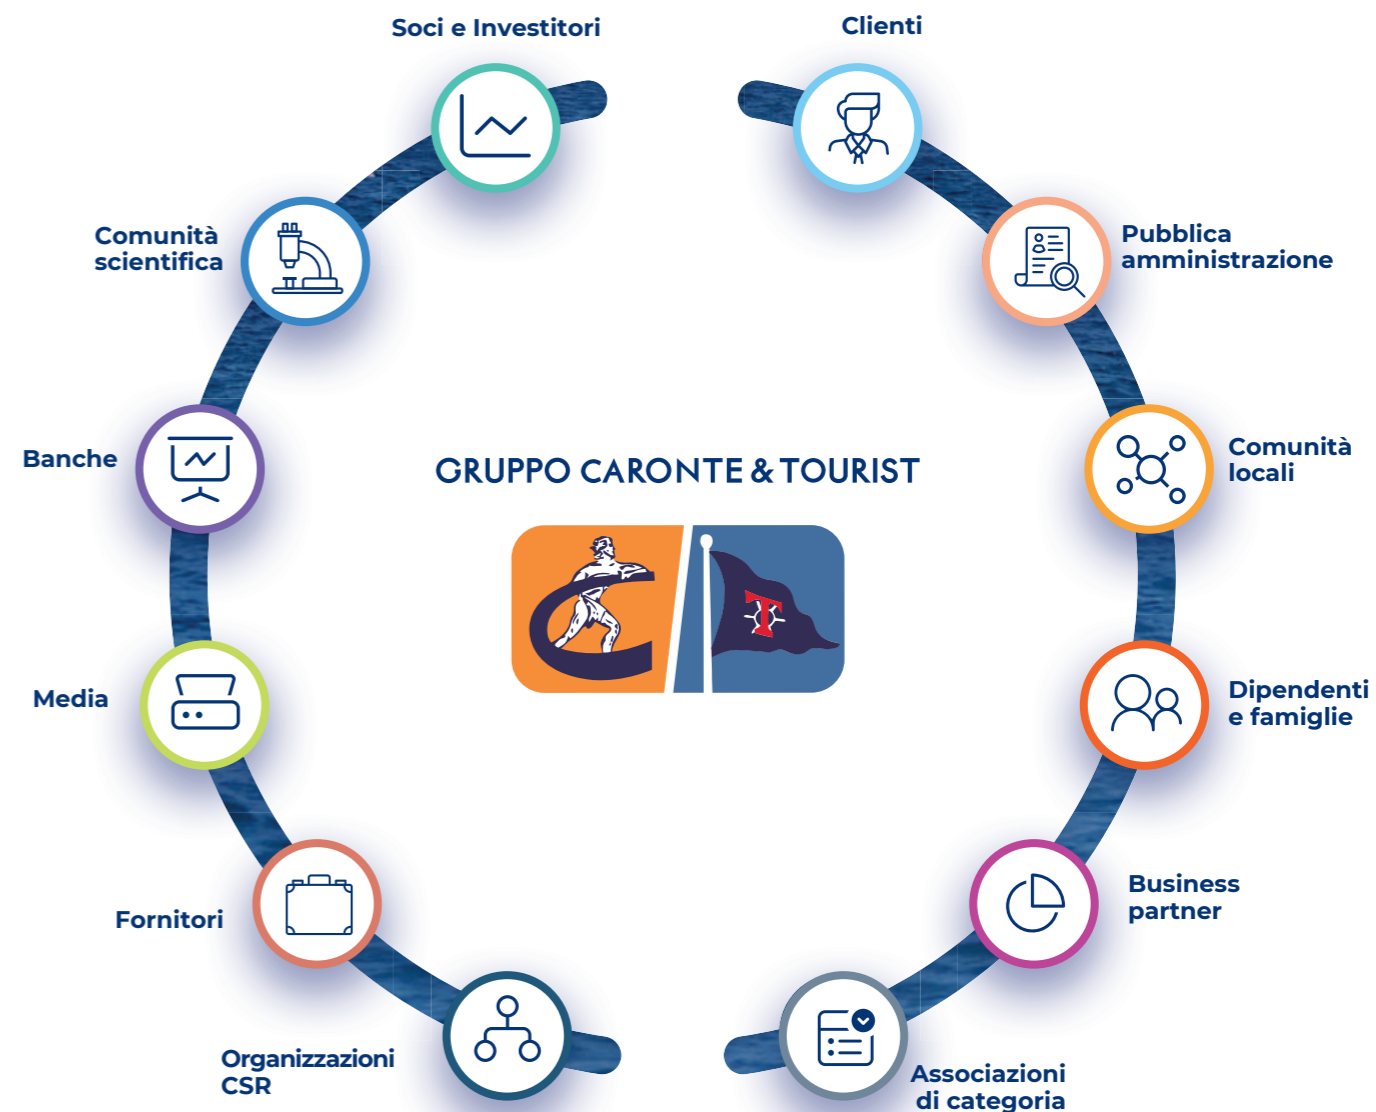 Soci e Investitori
Clienti
Comunità
scientifica
Pubblica
amministrazione
Banche
GRUPPO CARONTE & TOURIST
Comunità
locali
T
Media
Dipendenti
e famiglie
Fornitori
Business
partner
Organizzazioni
CSR
Associazioni
di categoria